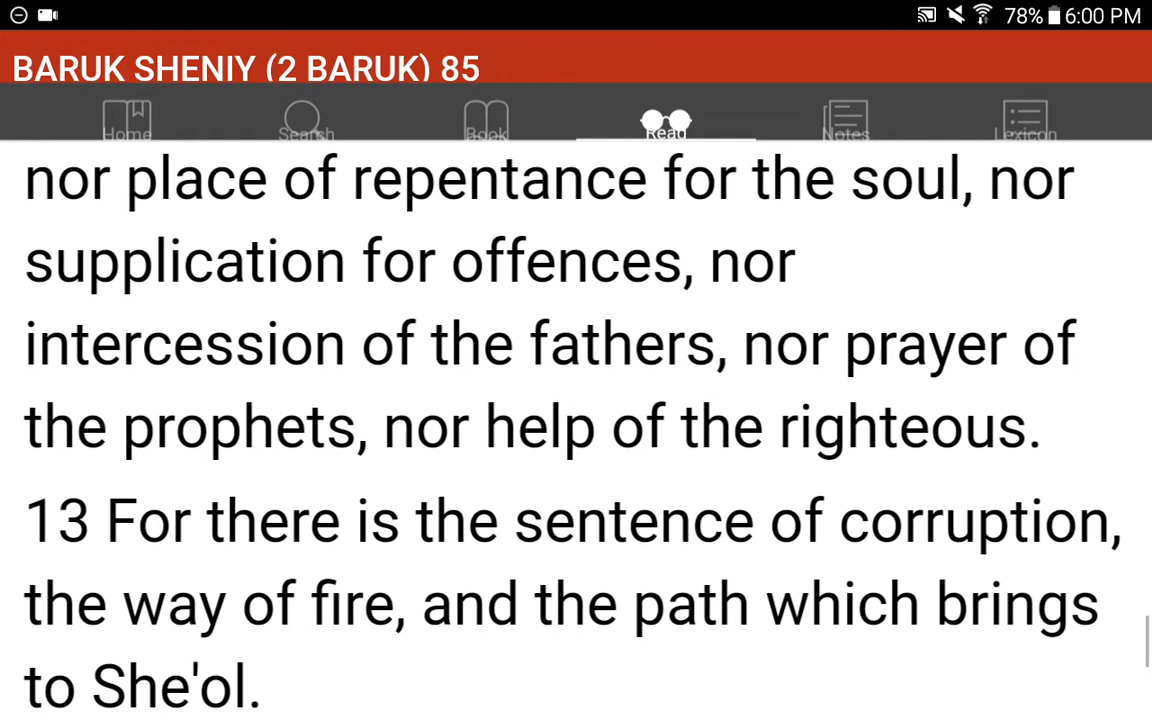 78% 6:00 PM
BARUK SHENIY (2 BARUK) 85
Home Search Book Read Notes Lexicon
nor place of repentance for the soul, nor
supplication for offences, nor
intercession of the fathers, nor prayer of
the prophets, nor help of the righteous.
13 For there is the sentence of corruption,
the way of fire, and the path which brings
to She'ol.